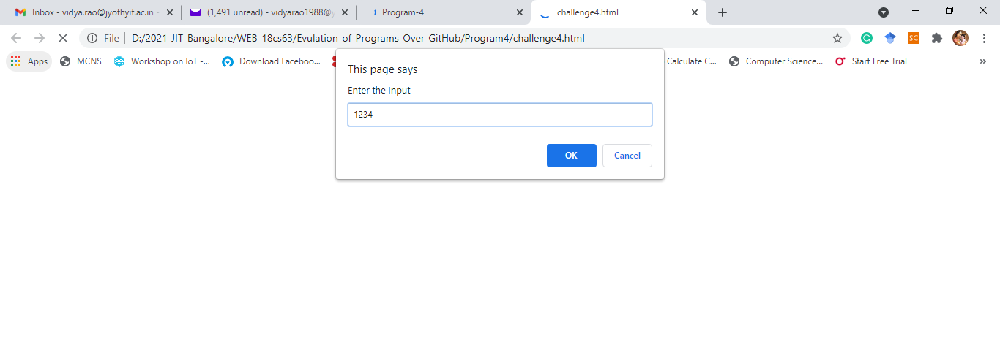 Inbox - vidya.rao@jyothyit.ac.in -
(1,491 unread) - vidyarao1988@y
Program-4
challenge4.html
File | D:/2021-JIT-Bangalore/WEB-18cs63/Evulation-of-Programs-Over-GitHub/Program4/challenge4.html
SC
Apps MCNS Workshop on IoT -... Download Faceboo... Calculate C... Computer Science... Start Free Trial »
This page says
Enter the Input
1234
OK Cancel